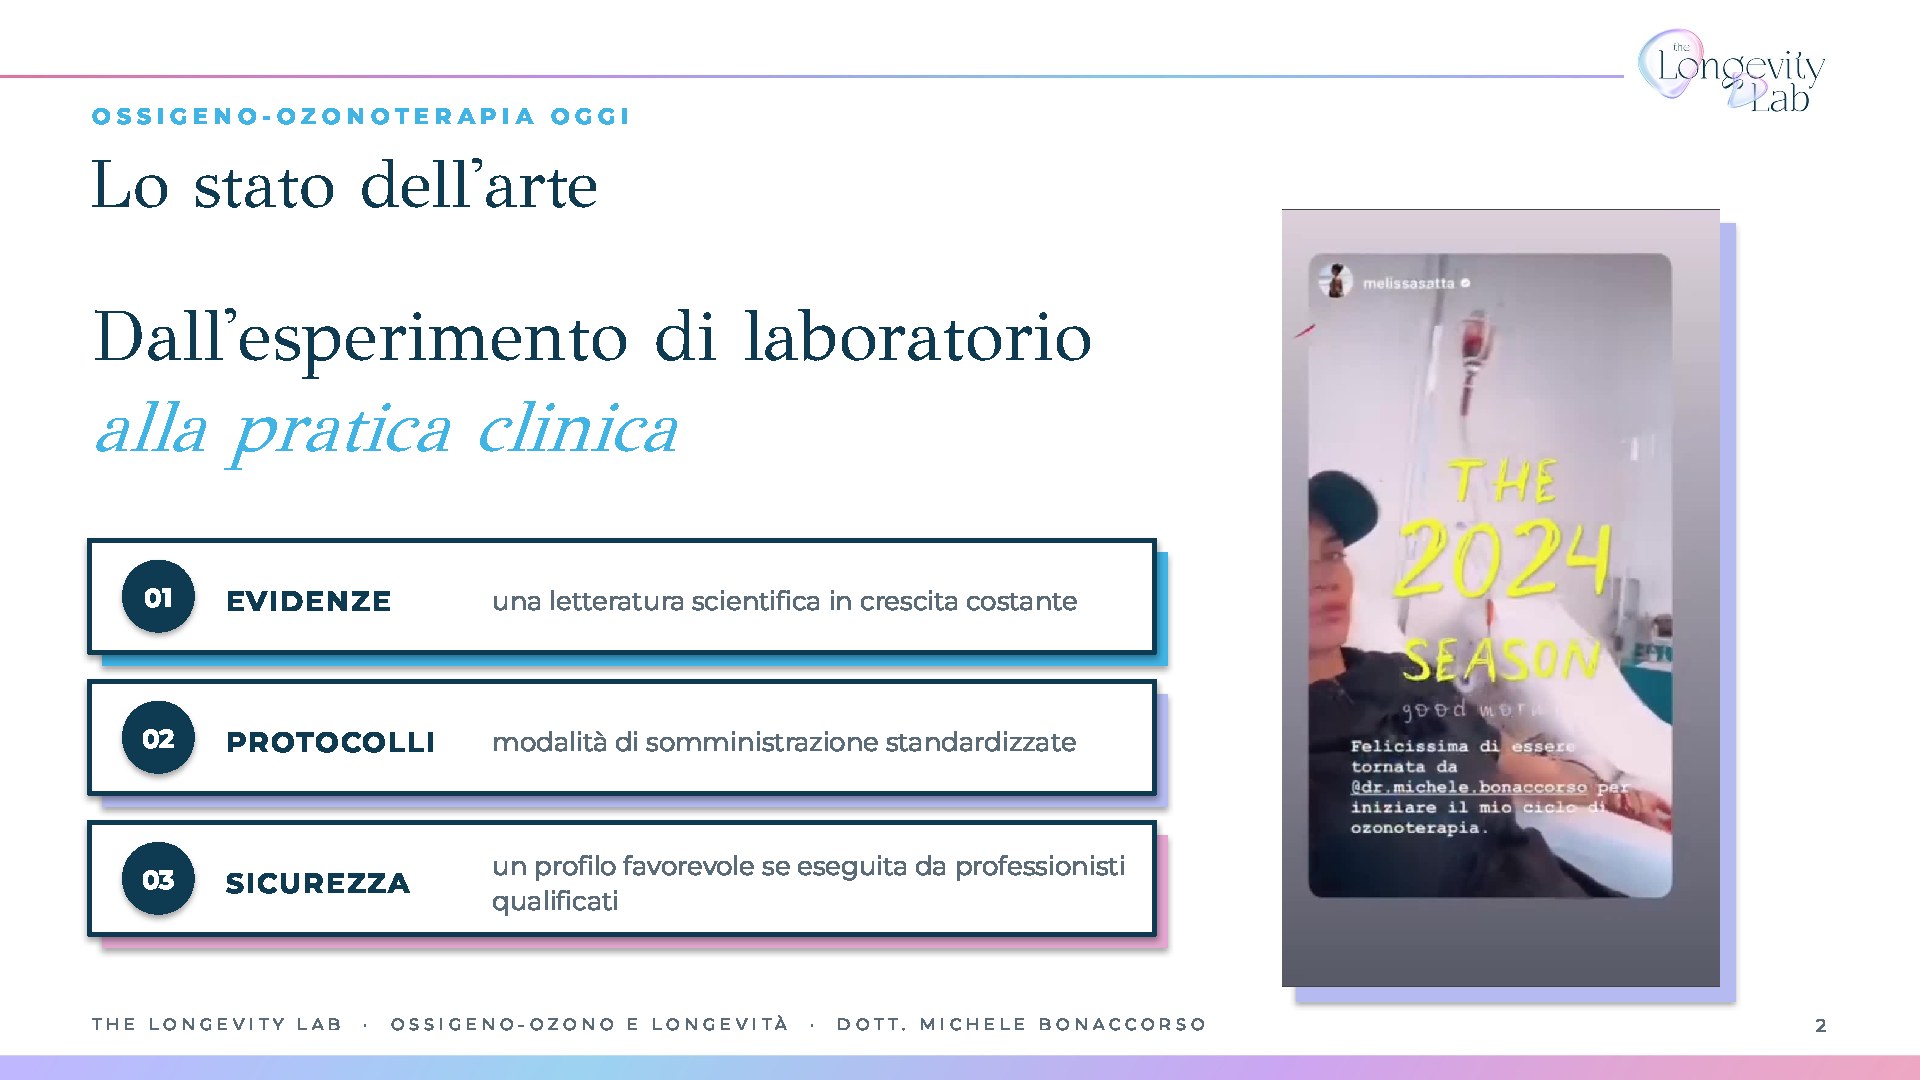 the
Longevity
Lab
OSSIGENO-OZONOTERAPIA OGGI
Lo stato dell’arte
Dall’esperimento di laboratorio
alla pratica clinica
01 EVIDENZE una letteratura scientifica in crescita costante
02 PROTOCOLLI modalità di somministrazione standardizzate
03 SICUREZZA un profilo favorevole se eseguita da professionisti
qualificati
melissasatta
THE
2024
SEASON
good
Felicissima di essere
tornata da
@dr.michele.bonaccorso per
iniziare il mio ciclo di
ozonoterapia.
THE LONGEVITY LAB · OSSIGENO-OZONO E LONGEVITÀ · DOTT. MICHELE BONACCORSO
2